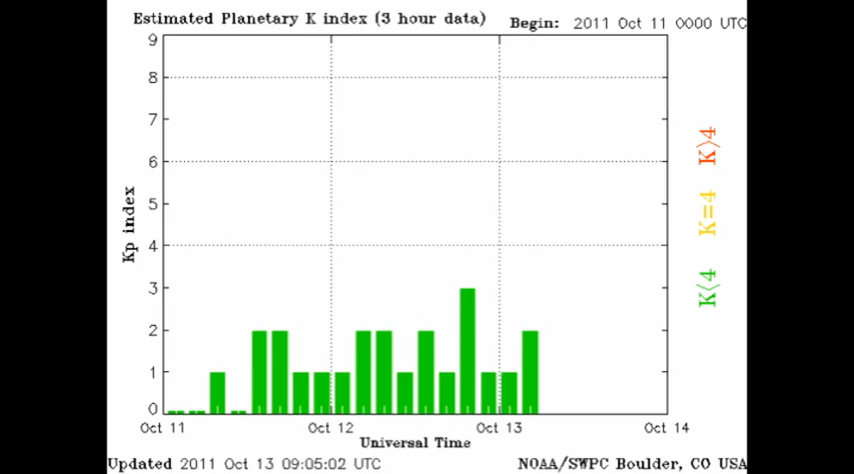 Estimated Planetary K index (3 hour data)
Begin: 2011 Oct 11 0000 UTC
9
8
7
6
5
4
3
2
1
0
Kp index
K>4
K=4
K<4
Oct 11 Oct 12 Oct 13 Oct 14
Universal Time
Updated 2011 Oct 13 09:05:02 UTC
NOAA/SWPC Boulder, CO USA